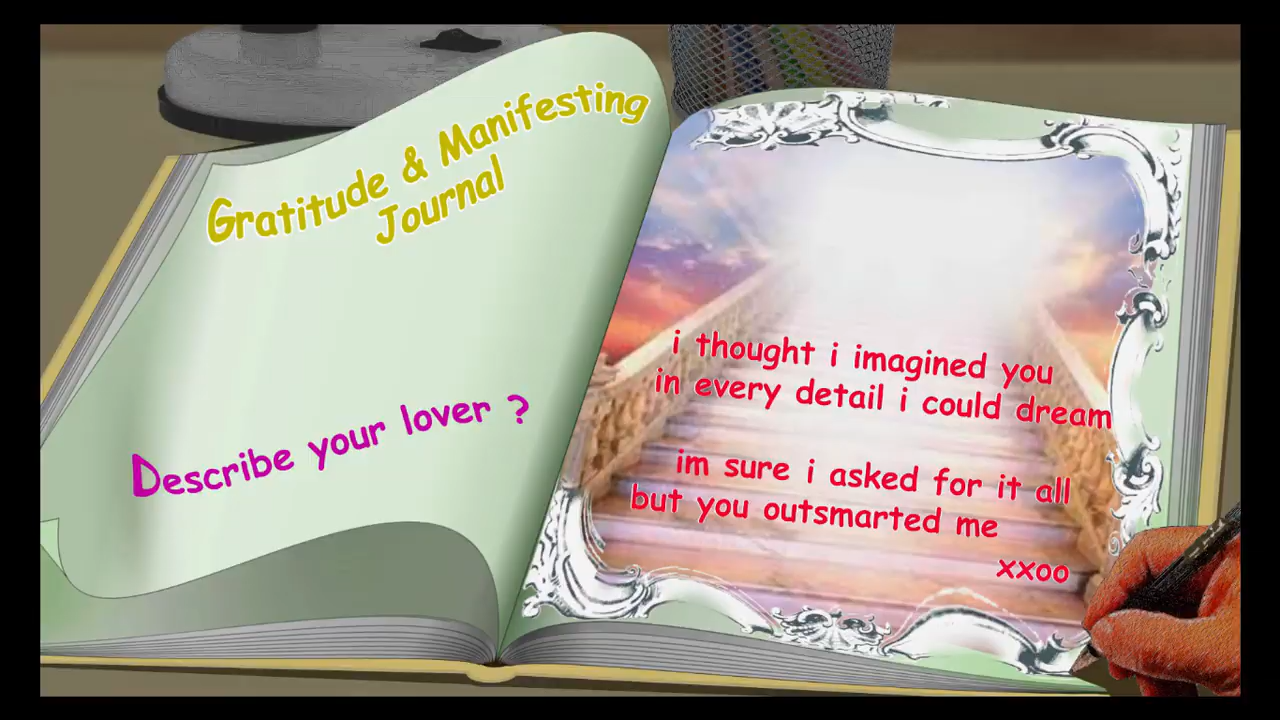 Gratitude & Manifesting
Journal
Describe your lover ?
i thought i imagined you
in every detail i could dream
im sure i asked for it all
but you outsmarted me
xxoo